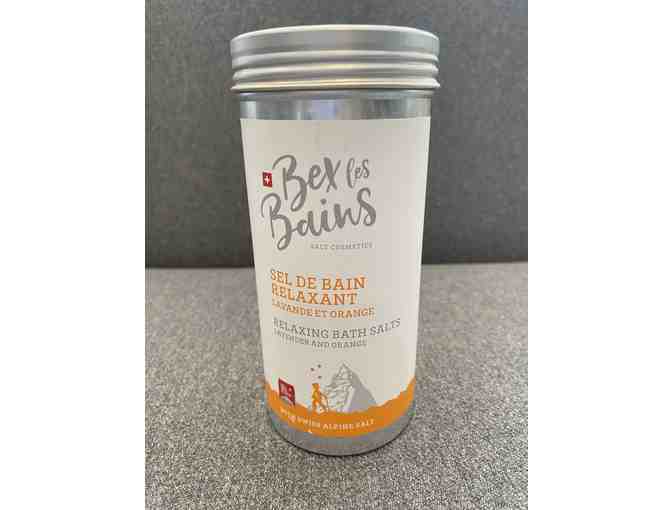 Bex les
Bains
SALT COSMETICS
SEL DE BAIN
RELAXANT
LAVANDE ET ORANGE
RELAXING BATH SALTS
LAVENDER AND ORANGE
WITH SWISS ALPINE SALT